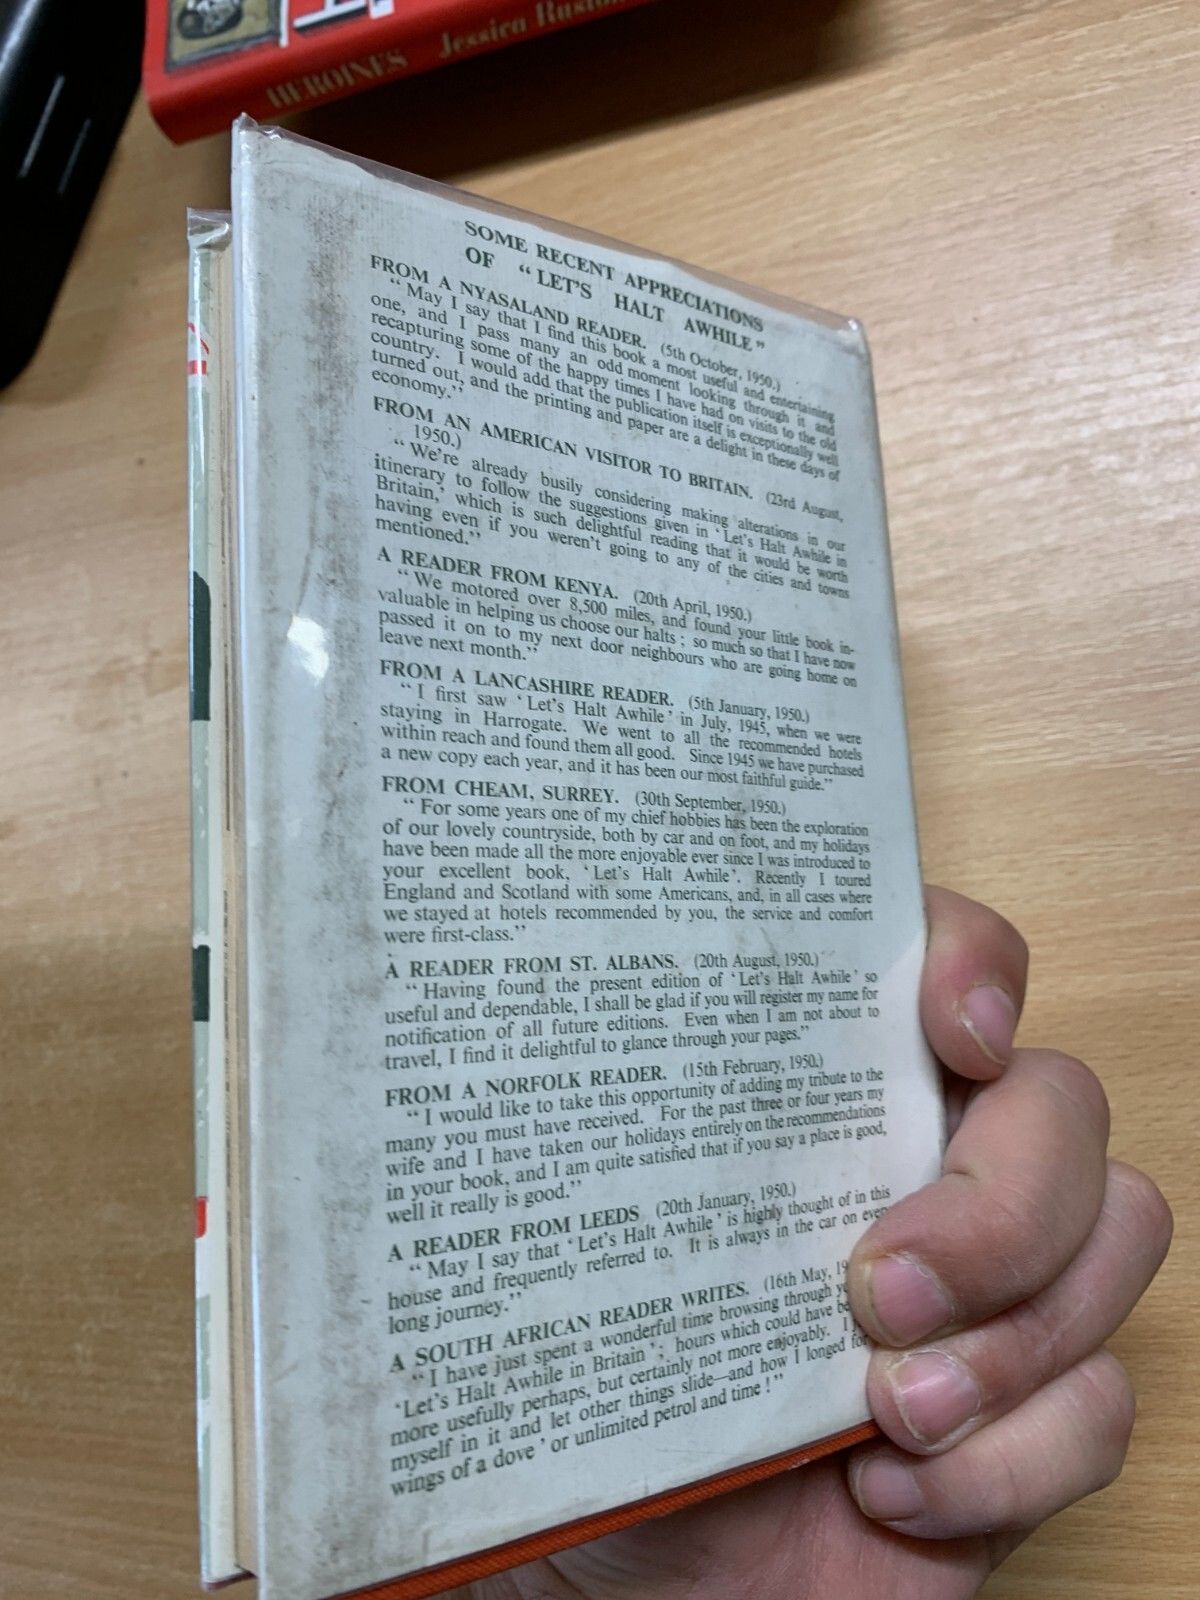 HEROINES Jessica Ruston
SOME RECENT APPRECIATIONS
OF "LET'S HALT AWHILE"
FROM A NYASALAND READER. (5th October, 1950.)
"May I say that I find this book a most useful and entertaining
one, and I pass many an odd moment looking through it and
recapturing some of the happy times I have had on visits to the old
country. I would add that the publication itself is exceptionally well
turned out, and the printing and paper are a delight in these days of
economy."
FROM AN AMERICAN VISITOR TO BRITAIN. (23rd August,
1950.)
"We're already busily considering making alterations in our
itinerary to follow the suggestions given in 'Let's Halt Awhile in
Britain,' which is such delightful reading that it would be worth
having even if you weren't going to any of the cities and towns
mentioned."
A READER FROM KENYA. (20th April, 1950.)
"We motored over 8,500 miles, and found your little book in-
valuable in helping us choose our halts; so much so that I have now
passed it on to my next door neighbours who are going home on
leave next month."
FROM A LANCASHIRE READER. (5th January, 1950.)
"I first saw 'Let's Halt Awhile' in July, 1945, when we were
staying in Harrogate. We went to all the recommended hotels
within reach and found them all good. Since 1945 we have purchased
a new copy each year, and it has been our most faithful guide."
FROM CHEAM, SURREY. (30th September, 1950.)
"For some years one of my chief hobbies has been the exploration
of our lovely countryside, both by car and on foot, and my holidays
have been made all the more enjoyable ever since I was introduced to
your excellent book, 'Let's Halt Awhile'. Recently I toured
England and Scotland with some Americans, and, in all cases where
we stayed at hotels recommended by you, the service and comfort
were first-class."
A READER FROM ST. ALBANS. (20th August, 1950.)
"Having found the present edition of 'Let's Halt Awhile' so
useful and dependable, I shall be glad if you will register my name for
notification of all future editions. Even when I am not about to
travel, I find it delightful to glance through your pages."
FROM A NORFOLK READER. (15th February, 1950.)
"I would like to take this opportunity of adding my tribute to the
many you must have received. For the past three or four years my
wife and I have taken our holidays entirely on the recommendations
in your book, and I am quite satisfied that if you say a place is good,
well it really is good."
A READER FROM LEEDS (20th January, 1950.)
"May I say that 'Let's Halt Awhile' is highly thought of in this
house and frequently referred to. It is always in the car on every
long journey."
A SOUTH AFRICAN READER WRITES. (16th May, 19
"I have just spent a wonderful time browsing through
'Let's Halt Awhile in Britain'; hours which could have
more usefully perhaps, but certainly not more enjoyably. I
myself in it and let other things slide—and how I longed for
wings of a dove' or unlimited petrol and time!"